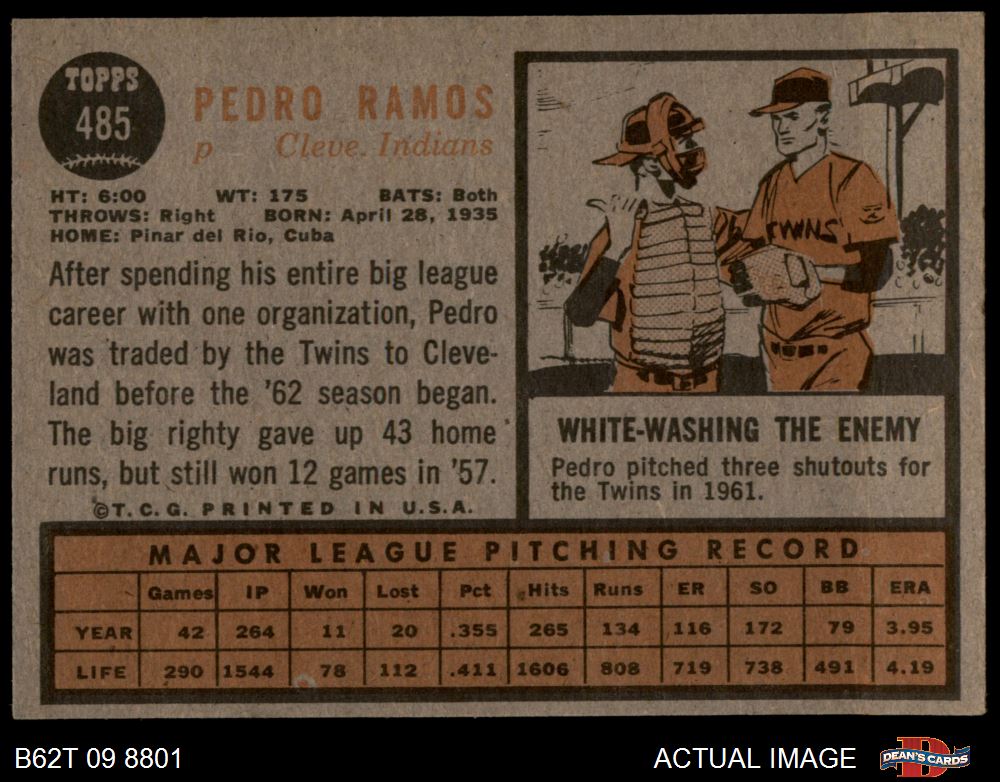 TOPPS
485
PEDRO RAMOS
p Cleve. Indians
HT: 6:00 WT: 175 BATS: Both
THROWS: Right BORN: April 28, 1935
HOME: Pinar del Rio, Cuba
After spending his entire big league
career with one organization, Pedro
was traded by the Twins to Cleve-
land before the '62 season began.
The big righty gave up 43 home
runs, but still won 12 games in '57.
©T. C. G. PRINTED IN U.S.A.
TWINS
WHITE-WASHING THE ENEMY
Pedro pitched three shutouts for
the Twins in 1961.
MAJOR LEAGUE PITCHING RECORD
Games IP Won Lost Pct Hits Runs ER SO BB ERA
YEAR 42 264 11 20 .355 265 134 116 172 79 3.95
LIFE 290 1544 78 112 .411 1606 808 719 738 491 4.19
B62T 09 8801
ACTUAL IMAGE
DEAN'S CARDS